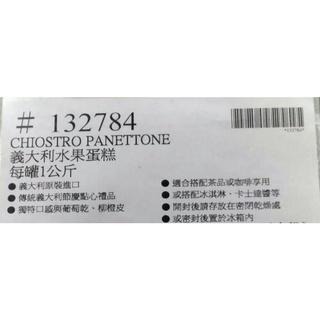 # 132784
*132784*
CHIOSTRO PANETTONE
義大利水果蛋糕
每罐1公斤
●義大利原裝進口
●傳統義大利節慶點心禮品
●獨特口感與葡萄乾、柳橙皮
●適合搭配茶品或咖啡享用
●或搭配冰淇淋、卡士達醬等
●開封後請存放在密閉乾燥處
或密封後置於冰箱內